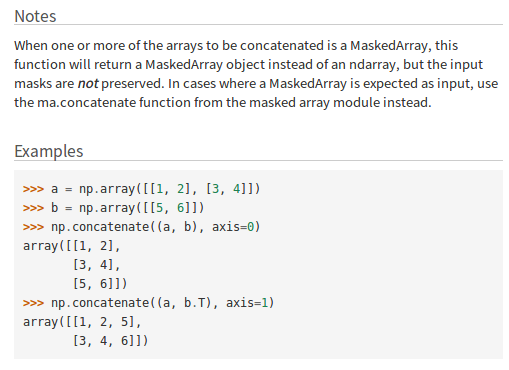 Notes
When one or more of the arrays to be concatenated is a MaskedArray, this
function will return a MaskedArray object instead of an ndarray, but the input
masks are not preserved. In cases where a MaskedArray is expected as input, use
the ma.concatenate function from the masked array module instead.
Examples
>>> a = np.array([[1, 2], [3, 4]])
>>> b = np.array([[5, 6]])
>>> np.concatenate((a, b), axis=0)
array([[1, 2],
       [3, 4],
       [5, 6]])
>>> np.concatenate((a, b.T), axis=1)
array([[1, 2, 5],
       [3, 4, 6]])